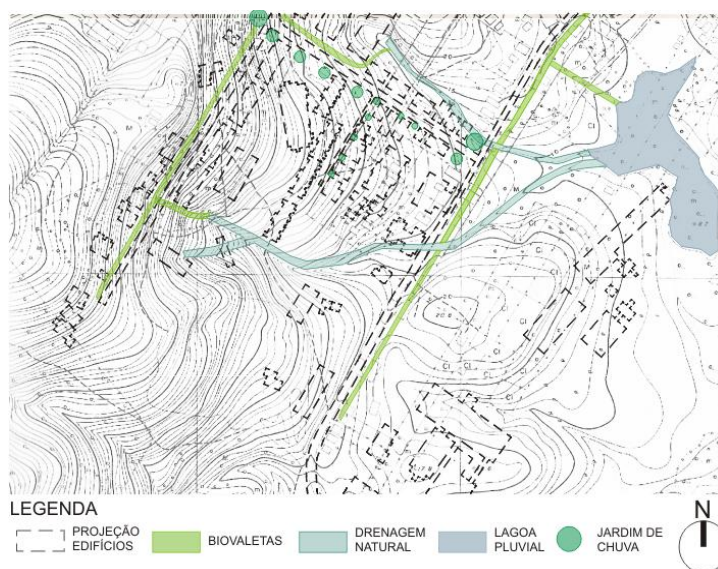 LEGENDA
PROJEÇÃO
EDIFÍCIOS
BIOVALETAS
DRENAGEM
NATURAL
LAGOA
PLUVIAL
JARDIM DE
CHUVA
N